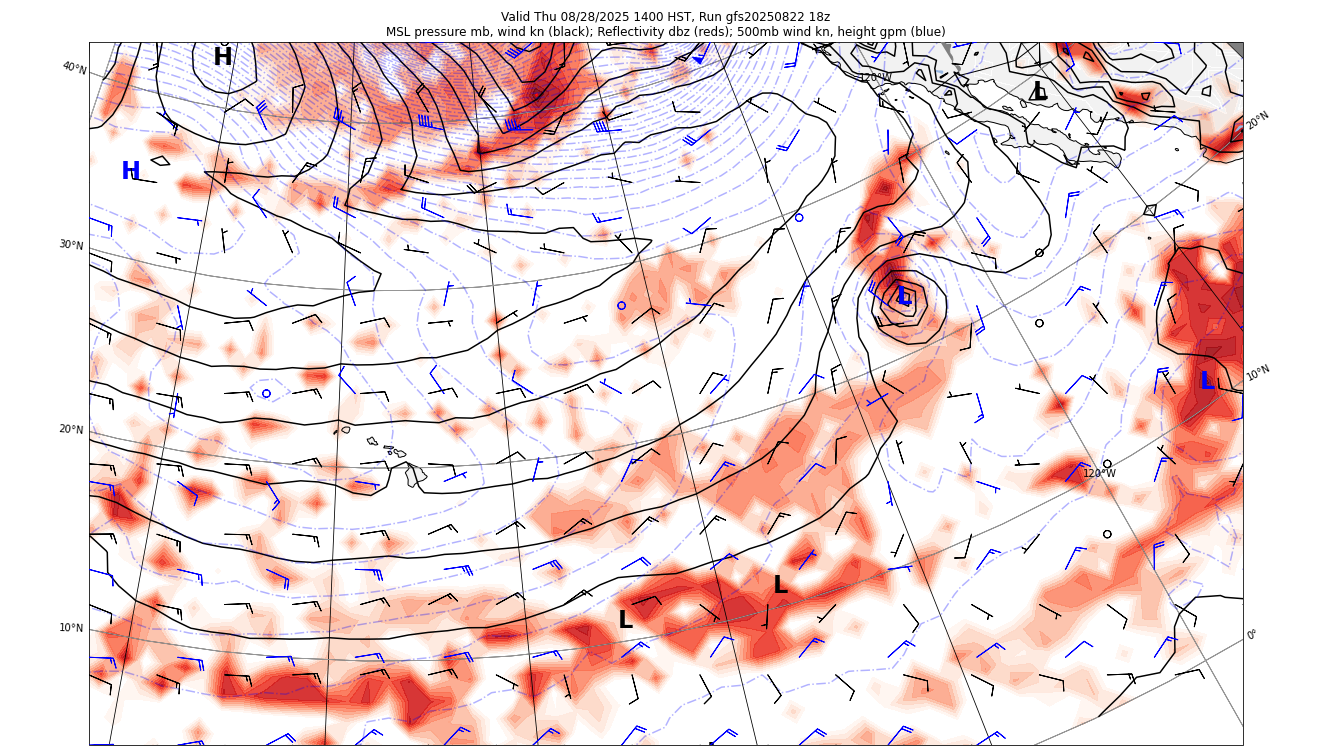 Valid Thu 08/28/2025 1400 HST, Run gfs20250822 18z
MSL pressure mb, wind kn (black); Reflectivity dbz (reds); 500mb wind kn, height gpm (blue)
H
40°N
120°W
L
20°N
H
30°N
L
10°N
L
20°N
120°W
L
L
10°N
0°